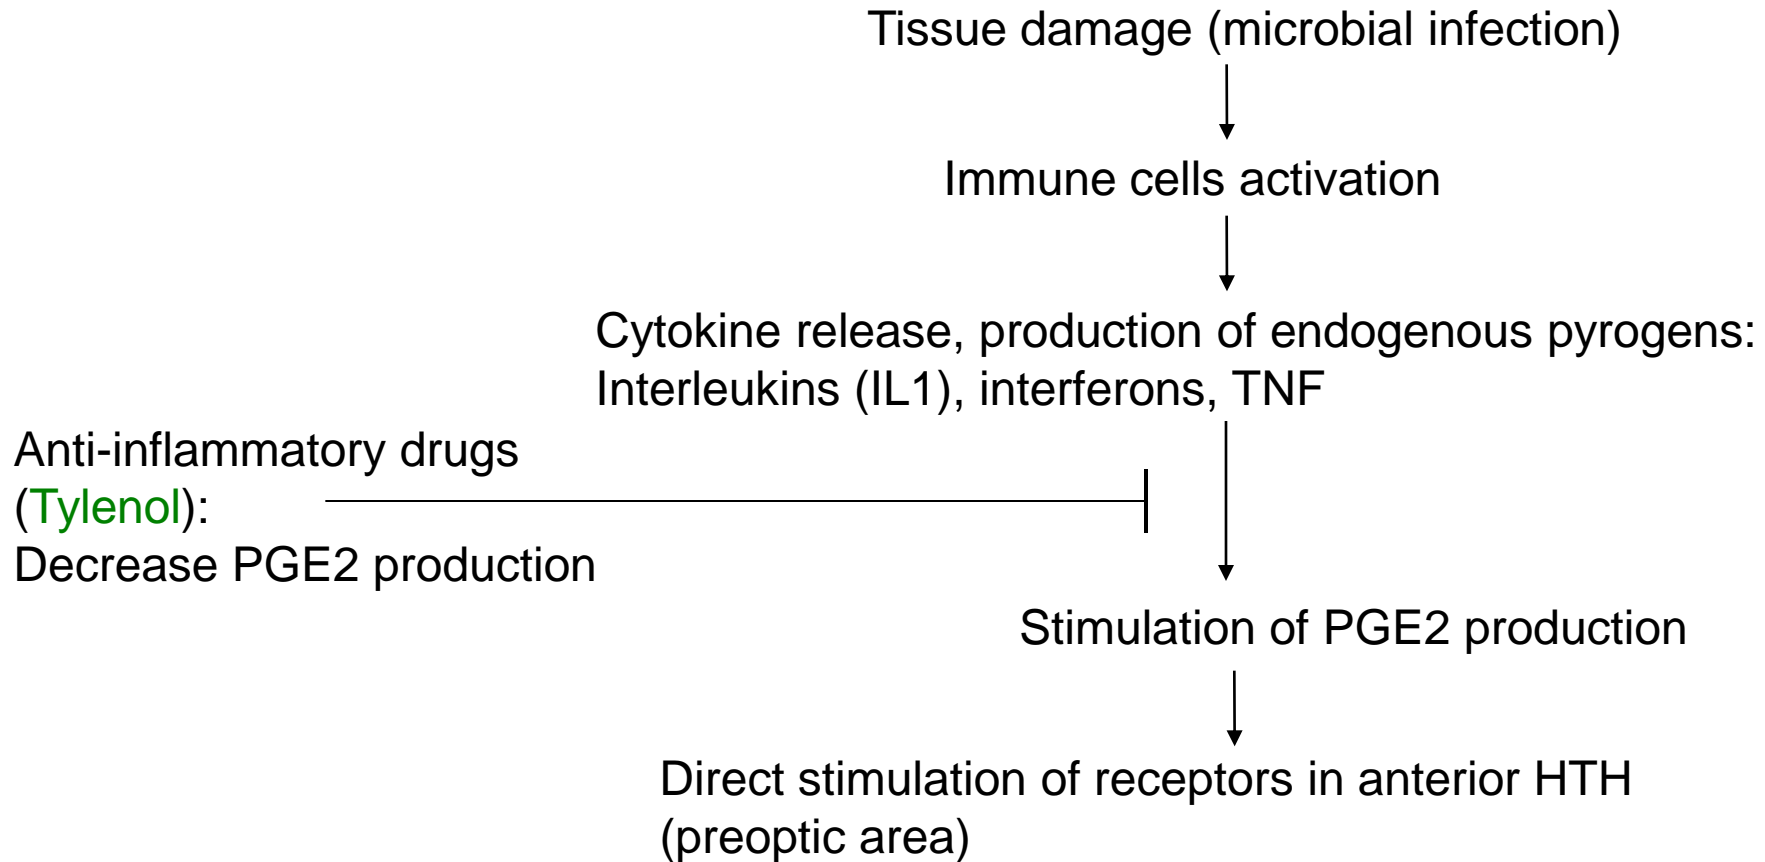 Tissue damage (microbial infection)
Immune cells activation
Cytokine release, production of endogenous pyrogens:
Interleukins (IL1), interferons, TNF
Anti-inflammatory drugs
(Tylenol):
Decrease PGE2 production
Stimulation of PGE2 production
Direct stimulation of receptors in anterior HTH
(preoptic area)